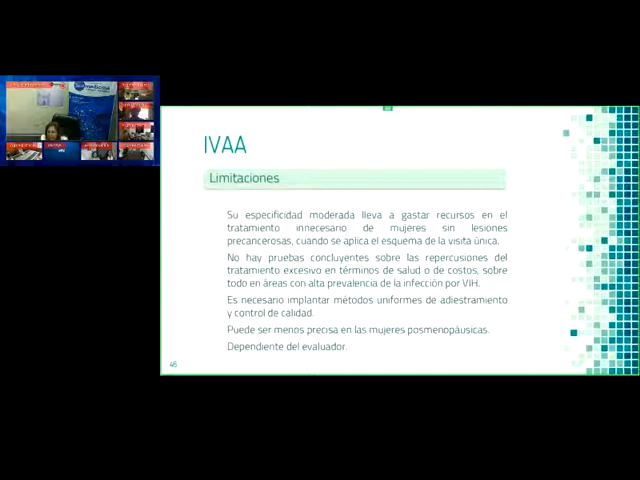 IVAA
Limitaciones
Su especificidad moderada lleva a gastar recursos en el
tratamiento innecesario de mujeres sin lesiones
precancerosas, cuando se aplica el esquema de la visita única.
No hay pruebas concluyentes sobre las repercusiones del
tratamiento excesivo en términos de salud o de costos, sobre
todo en áreas con alta prevalencia de la infección por VIH.
Es necesario implantar métodos uniformes de adiestramiento
y control de calidad.
Puede ser menos precisa en las mujeres posmenopáusicas.
Dependiente del evaluador.
46